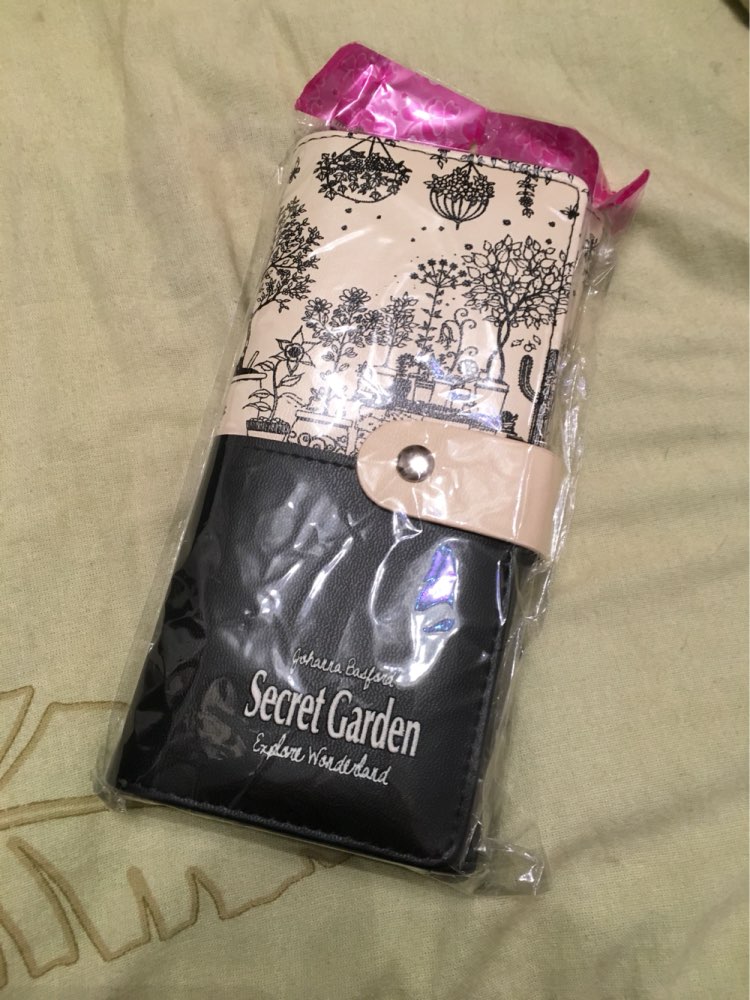 Johanna Basford
Secret Garden
Explore Wonderland